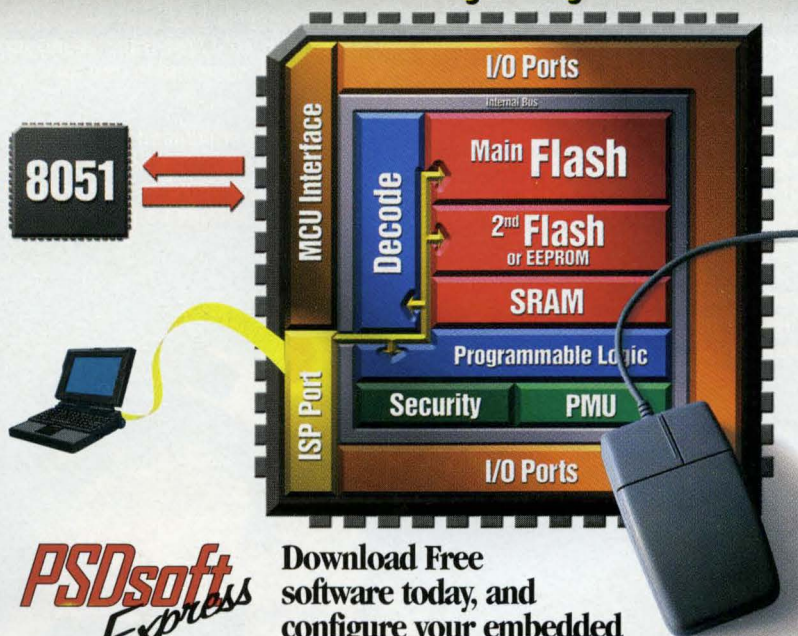 I/O Ports
Internal Bus
MCU Interface
8051
Decode
Main Flash
2nd Flash
or EEPROM
SRAM
Programmable Logic
ISP Port
Security
PMU
I/O Ports
PSDsoft
Express
Download Free
software today, and
configure your embedded